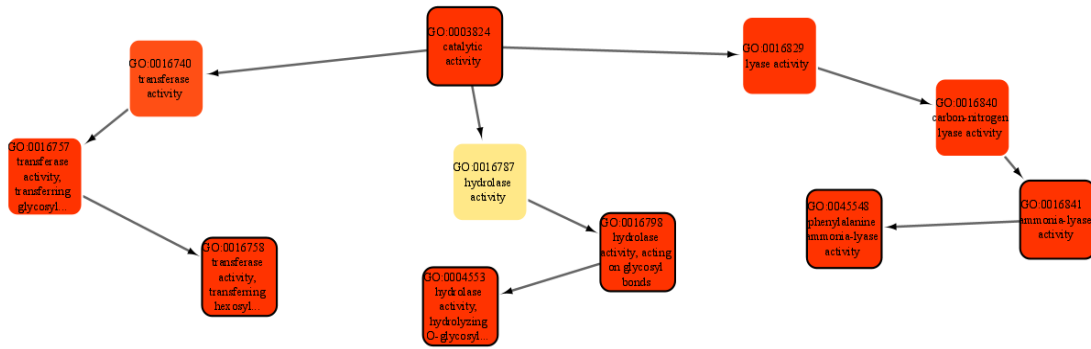 GO:0003824
catalytic
activity
GO:0016829
lyase activity
GO:0016740
transferase
activity
GO:0016840
carbon-nitrogen
lyase activity
GO:0016757
transferase
activity,
transferring
glycosyl...
GO:0016787
hydrolase
activity
GO:0045548
phenylalanine
ammonia-lyase
activity
GO:0016841
ammonia-lyase
activity
GO:0016798
hydrolase
activity, acting
on glycosyl
bonds
GO:0016758
transferase
activity,
transferring
hexosyl...
GO:0004553
hydrolase
activity,
hydrolyzing
O-glycosyl...